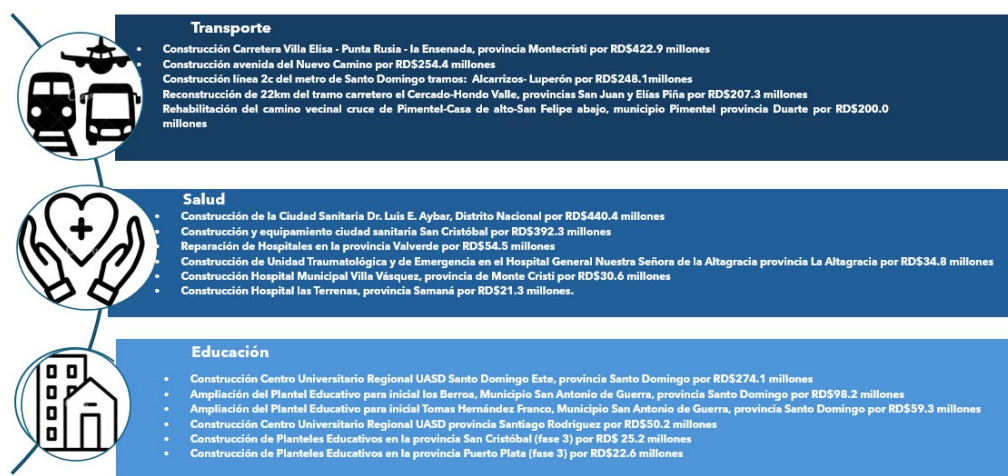 Transporte
• Construcción Carretera Villa Elisa - Punta Rusia - la Ensenada, provincia Montecristi por RD$422.9 millones
• Construcción avenida del Nuevo Camino por RD$254.4 millones
• Construcción línea 2c del metro de Santo Domingo tramos: Alcarrizos- Luperón por RD$248.1millones
• Reconstrucción de 22km del tramo carretero el Cercado-Hondo Valle, provincias San Juan y Elías Piña por RD$207.3 millones
• Rehabilitación del camino vecinal cruce de Pimentel-Casa de alto-San Felipe abajo, municipio Pimentel provincia Duarte por RD$200.0
millones
Salud
• Construcción de la Ciudad Sanitaria Dr. Luis E. Aybar, Distrito Nacional por RD$440.4 millones
• Construcción y equipamiento ciudad sanitaria San Cristóbal por RD$392.3 millones
• Reparación de Hospitales en la provincia Valverde por RD$54.5 millones
• Construcción de Unidad Traumatológica y de Emergencia en el Hospital General Nuestra Señora de la Altagracia provincia La Altagracia por RD$34.8 millones
• Construcción Hospital Municipal Villa Vásquez, provincia de Monte Cristi por RD$30.6 millones
• Construcción Hospital las Terrenas, provincia Samaná por RD$21.3 millones.
Educación
• Construcción Centro Universitario Regional UASD Santo Domingo Este, provincia Santo Domingo por RD$274.1 millones
• Ampliación del Plantel Educativo para inicial los Berroa, Municipio San Antonio de Guerra, provincia Santo Domingo por RD$98.2 millones
• Ampliación del Plantel Educativo para inicial Tomas Hernández Franco, Municipio San Antonio de Guerra, provincia Santo Domingo por RD$59.3 millones
• Construcción Centro Universitario Regional UASD provincia Santiago Rodríguez por RD$50.2 millones
• Construcción de Planteles Educativos en la provincia San Cristóbal (fase 3) por RD$ 25.2 millones
• Construcción de Planteles Educativos en la provincia Puerto Plata (fase 3) por RD$22.6 millones